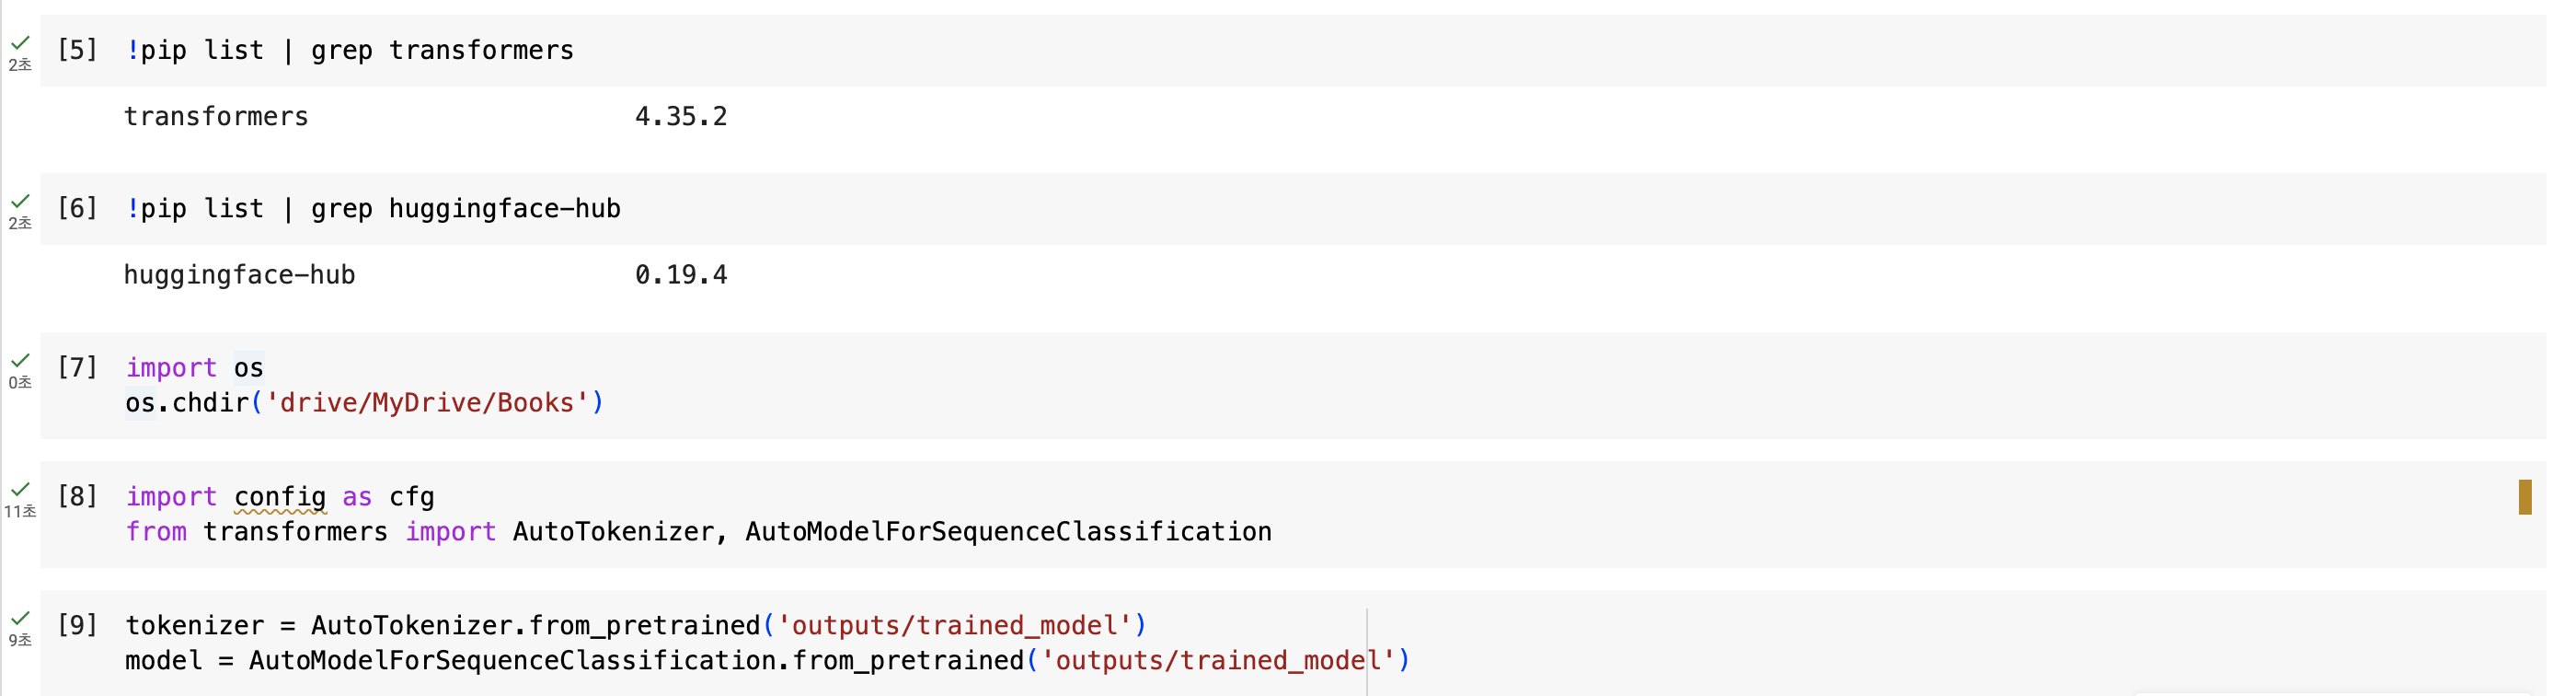 [5] !pip list | grep transformers
2초
transformers 4.35.2
[6] !pip list | grep huggingface-hub
2초
huggingface-hub 0.19.4
[7] import os
0초
os.chdir('drive/MyDrive/Books')
[8] import config as cfg
11초
from transformers import AutoTokenizer, AutoModelForSequenceClassification
[9] tokenizer = AutoTokenizer.from_pretrained('outputs/trained_model')
9초
model = AutoModelForSequenceClassification.from_pretrained('outputs/trained_model')